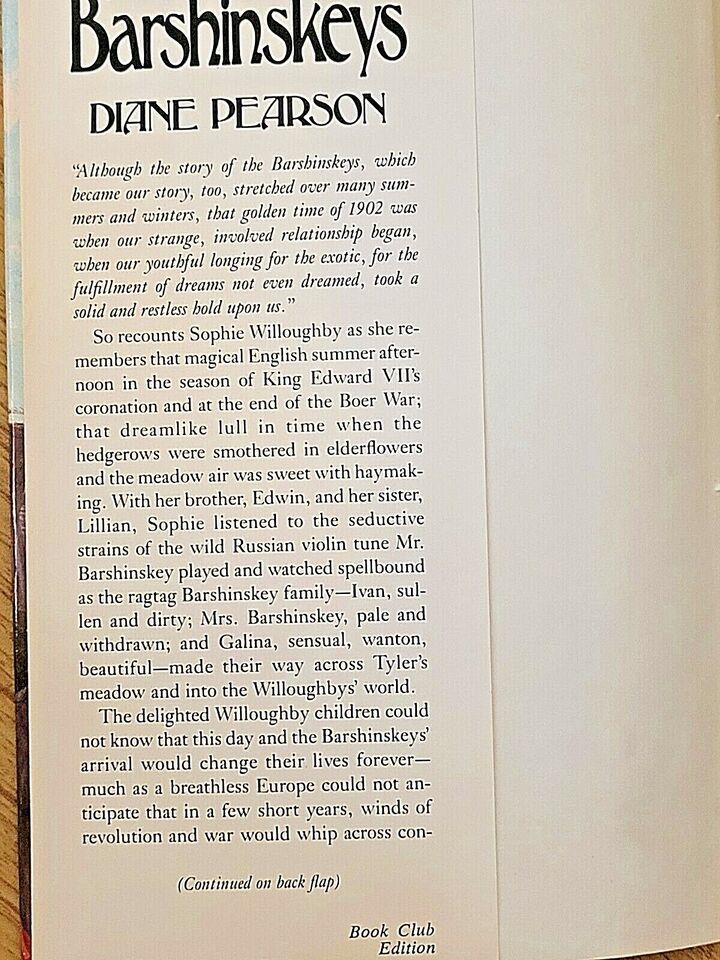 Barshinskeys
DIANE PEARSON
"Although the story of the Barshinskeys, which
became our story, too, stretched over many sum-
mers and winters, that golden time of 1902 was
when our strange, involved relationship began,
when our youthful longing for the exotic, for the
fulfillment of dreams not even dreamed, took a
solid and restless hold upon us."
So recounts Sophie Willoughby as she re-
members that magical English summer after-
noon in the season of King Edward VII's
coronation and at the end of the Boer War;
that dreamlike lull in time when the
hedgerows were smothered in elderflowers
and the meadow air was sweet with haymak-
ing. With her brother, Edwin, and her sister,
Lillian, Sophie listened to the seductive
strains of the wild Russian violin tune Mr.
Barshinskey played and watched spellbound
as the ragtag Barshinskey family—Ivan, sul-
len and dirty; Mrs. Barshinskey, pale and
withdrawn; and Galina, sensual, wanton,
beautiful—made their way across Tyler's
meadow and into the Willoughbys' world.
The delighted Willoughby children could
not know that this day and the Barshinskeys'
arrival would change their lives forever—
much as a breathless Europe could not an-
ticipate that in a few short years, winds of
revolution and war would whip across con-
(Continued on back flap)
Book Club
Edition